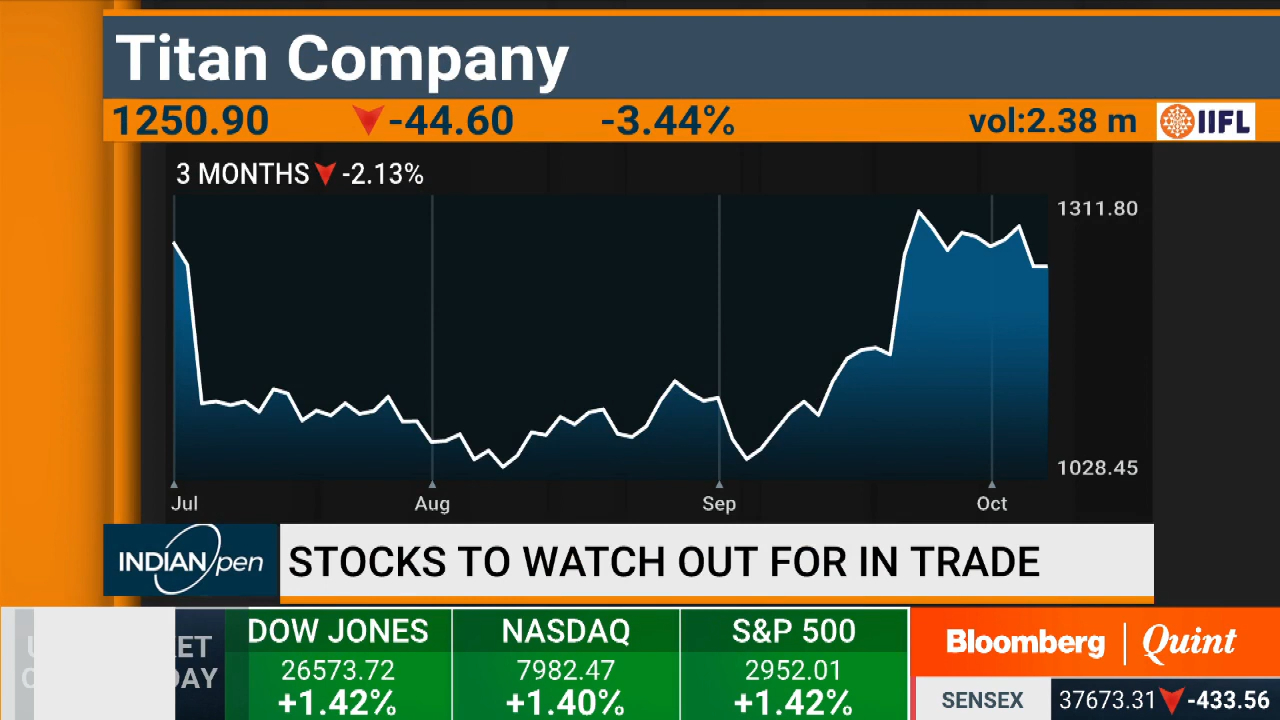 Titan Company
1250.90 -44.60 -3.44% vol:2.38 m IIFL
3 MONTHS -2.13%
1311.80
1028.45
Jul Aug Sep Oct
INDIAN Open STOCKS TO WATCH OUT FOR IN TRADE
DOW JONES NASDAQ S&P 500
26573.72 7982.47 2952.01
+1.42% +1.40% +1.42%
Bloomberg | Quint
SENSEX 37673.31 -433.56